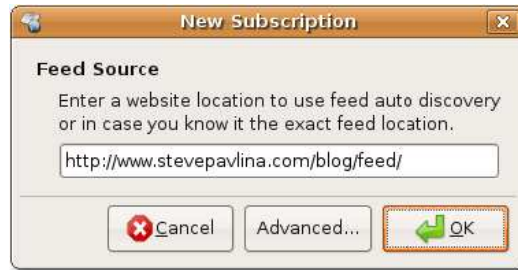 New Subscription
Feed Source
Enter a website location to use feed auto discovery
or in case you know it the exact feed location.
http://www.stevepavlina.com/blog/feed/
Cancel
Advanced...
OK